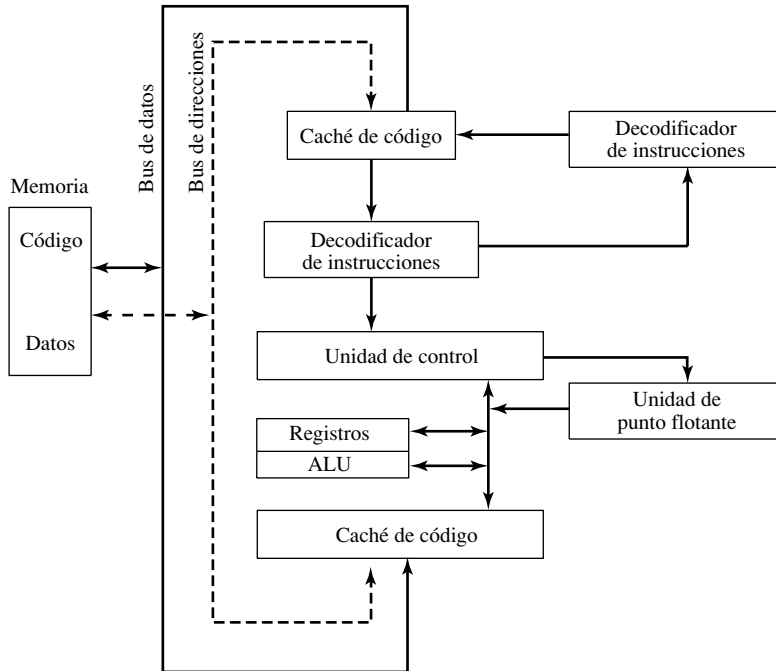 Bus de datos
Bus de direcciones
Caché de código
Decodificador
de instrucciones
Memoria
Código
Datos
Decodificador
de instrucciones
Unidad de control
Unidad de
punto flotante
Registros
ALU
Caché de código